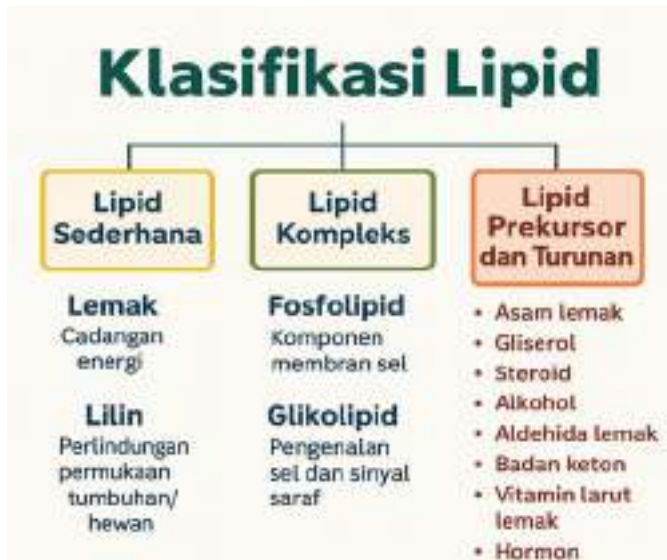 Klasifikasi Lipid
Lipid
Sederhana
Lemak
Cadangan
energi
Lilin
Perlindungan
permukaan
tumbuhan/
hewan
Lipid
Kompleks
Fosfolipid
Komponen
membran sel
Glikolipid
Pengenalan
sel dan sinyal
saraf
Lipid
Prekursor
dan Turunan
• Asam lemak
• Gliserol
• Steroid
• Alkohol
• Aldehida lemak
• Badan keton
• Vitamin larut
lemak
• Hormon